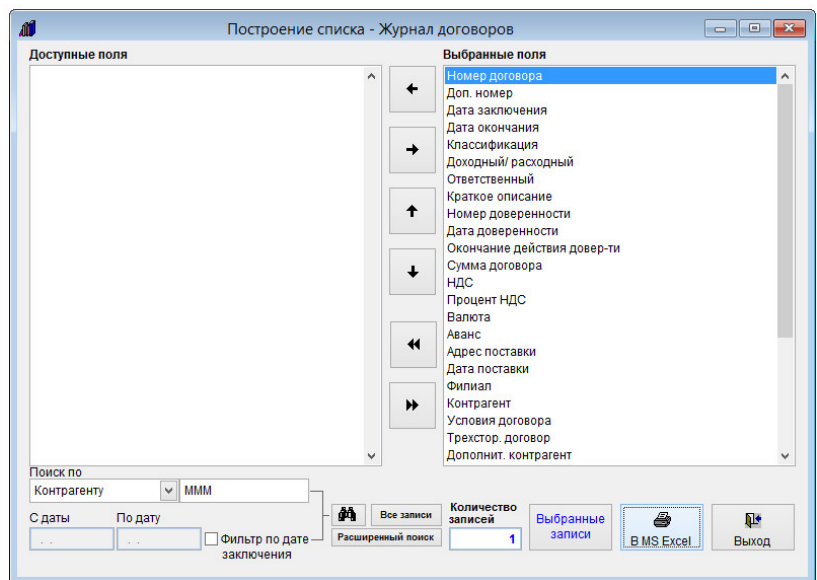 Построение списка - Журнал договоров
Доступные поля
Выбранные поля
Номер договора
Доп. номер
Дата заключения
Дата окончания
Классификация
Доходный/ расходный
Ответственный
Краткое описание
Номер доверенности
Дата доверенности
Окончание действия довер-ти
Сумма договора
НДС
Процент НДС
Валюта
Аванс
Адрес поставки
Дата поставки
Филиал
Контрагент
Условия договора
Трехстор. договор
Дополнит. контрагент
Поиск по
Контрагенту
МММ
С даты
По дату
. .
. .
Фильтр по дате
заключения
Все записи
Расширенный поиск
Количество
записей
1
Выбранные
записи
В MS Excel
Выход